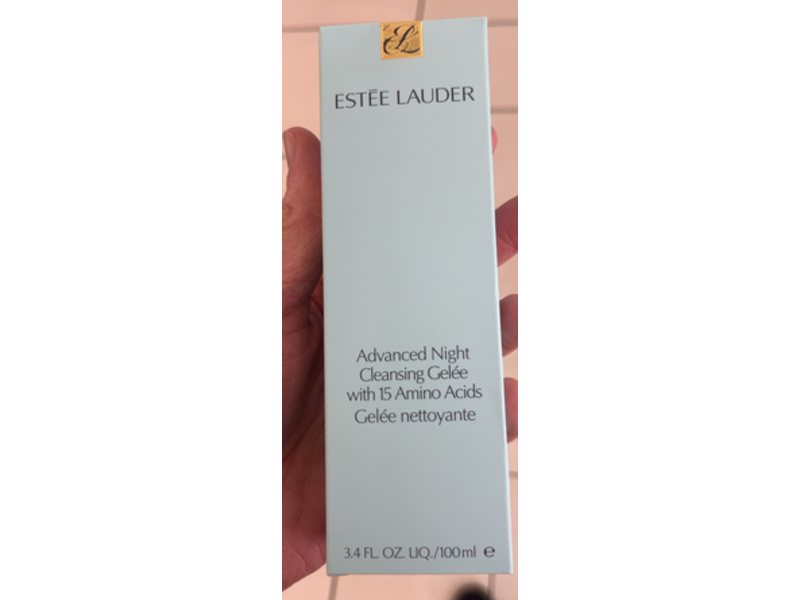 EL
ESTĒE LAUDER
Advanced Night
Cleansing Gelée
with 15 Amino Acids
Gelée nettoyante
3.4 FL. OZ. LIQ./100 ml ℮